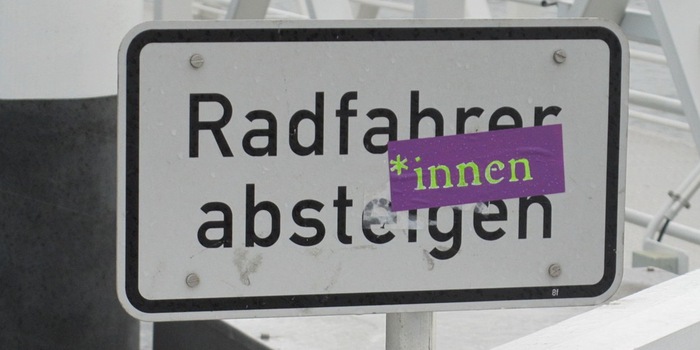 Radfahrer
*innen
absteigen